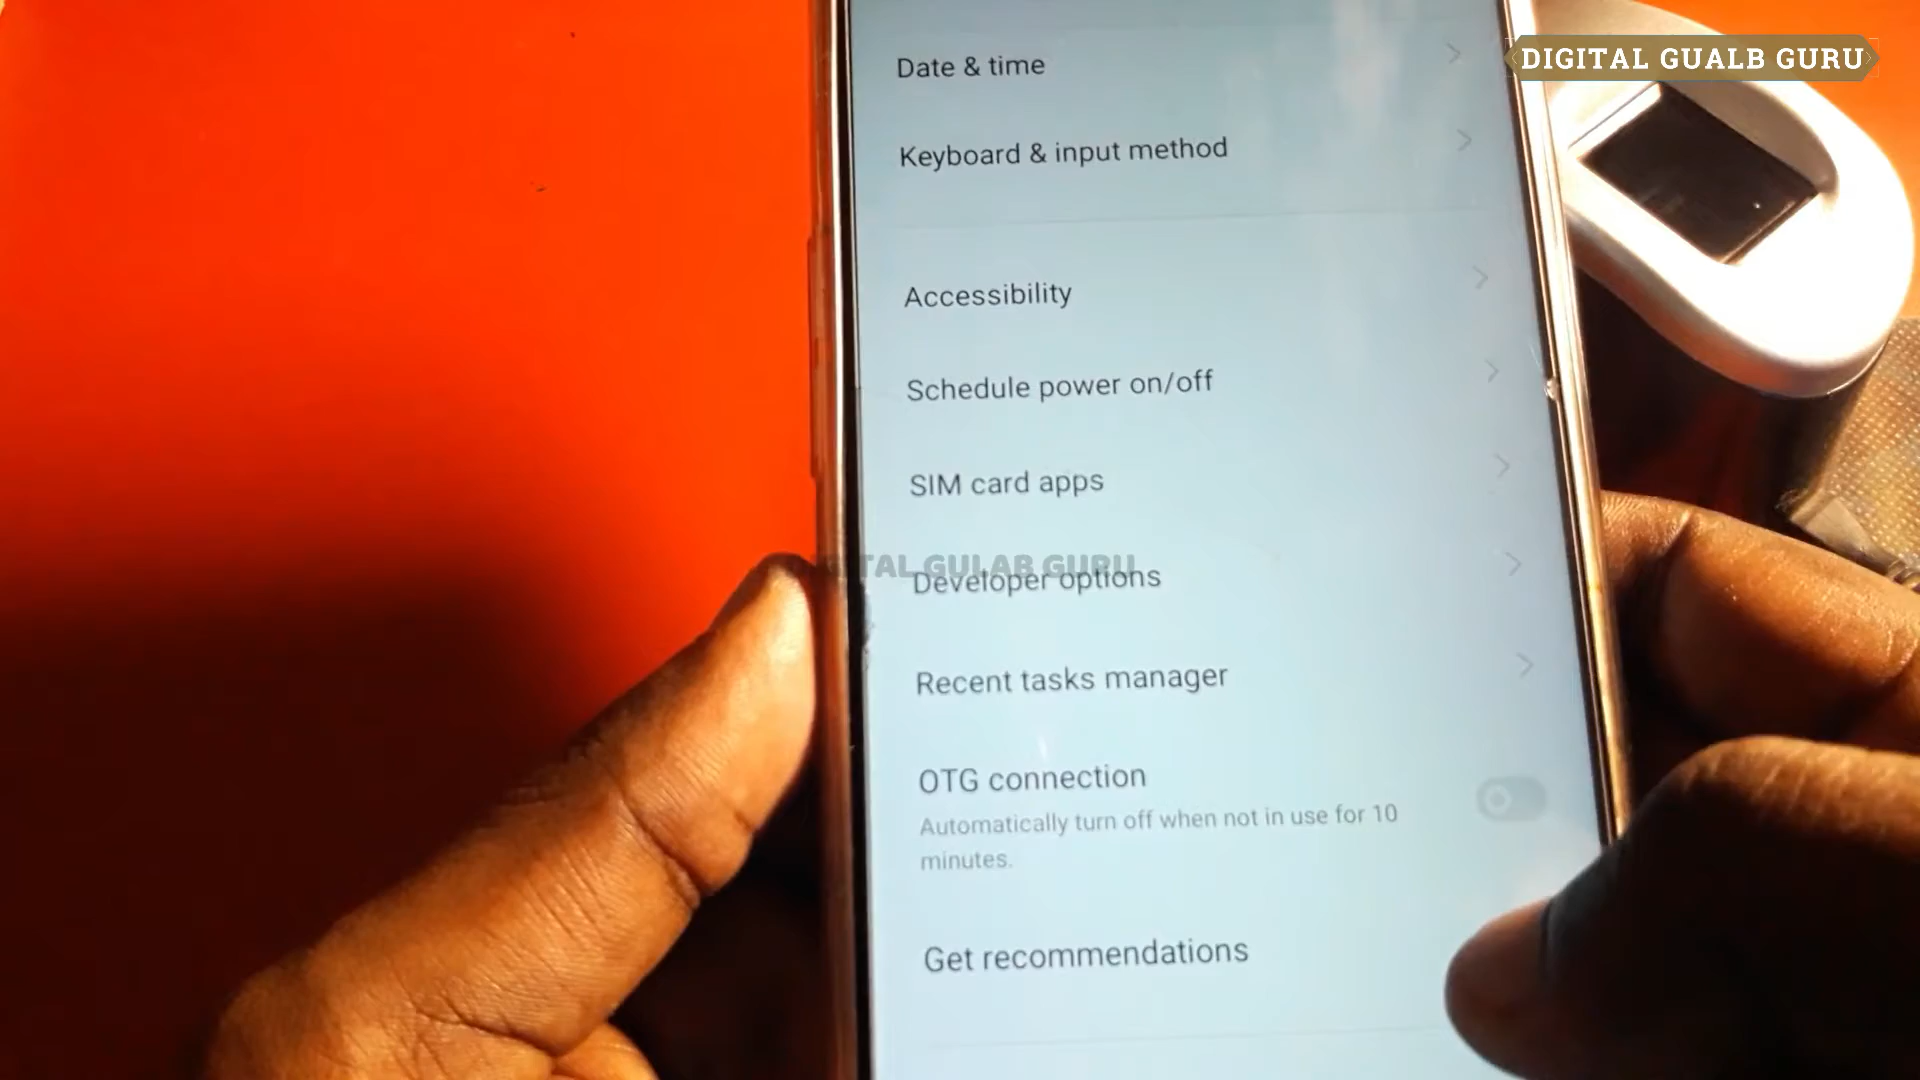 DIGITAL GUALB GURU
Date & time
Keyboard & input method
Accessibility
Schedule power on/off
SIM card apps
DIGITAL GULAB GURU
Developer options
Recent tasks manager
OTG connection
Automatically turn off when not in use for 10
minutes.
Get recommendations